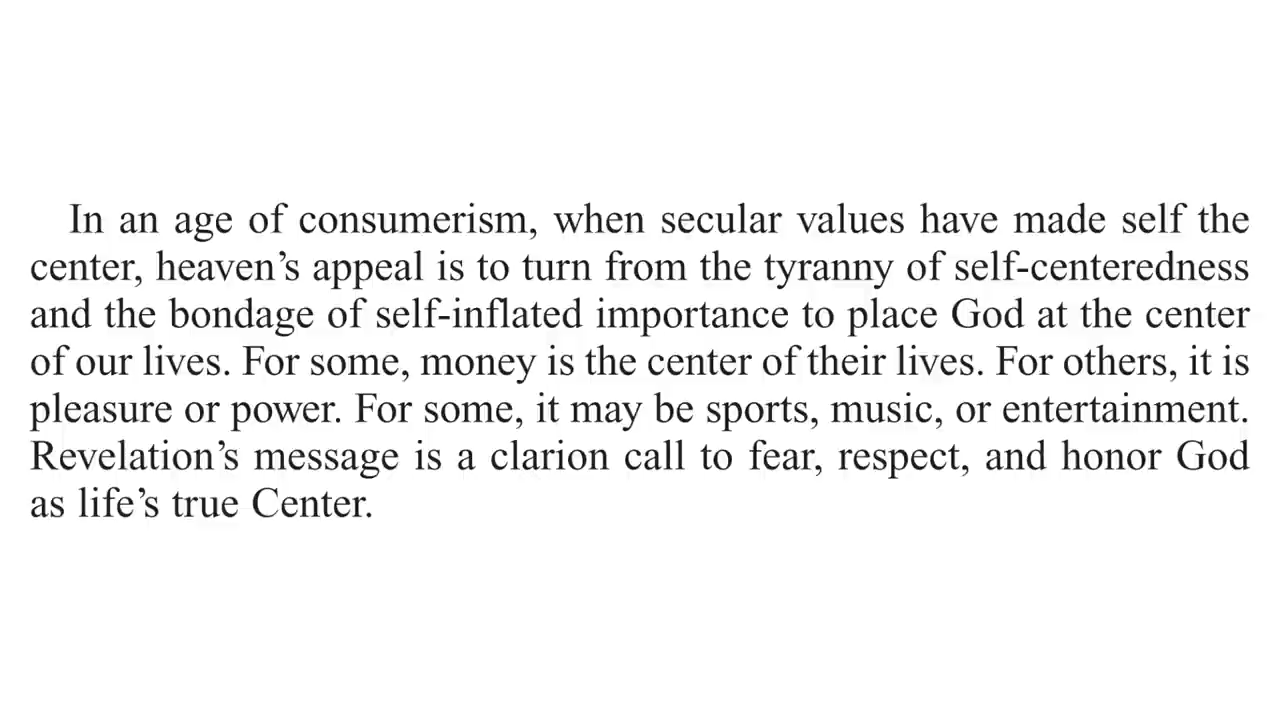 In an age of consumerism, when secular values have made self the
center, heaven’s appeal is to turn from the tyranny of self-centeredness
and the bondage of self-inflated importance to place God at the center
of our lives. For some, money is the center of their lives. For others, it is
pleasure or power. For some, it may be sports, music, or entertainment.
Revelation’s message is a clarion call to fear, respect, and honor God
as life’s true Center.